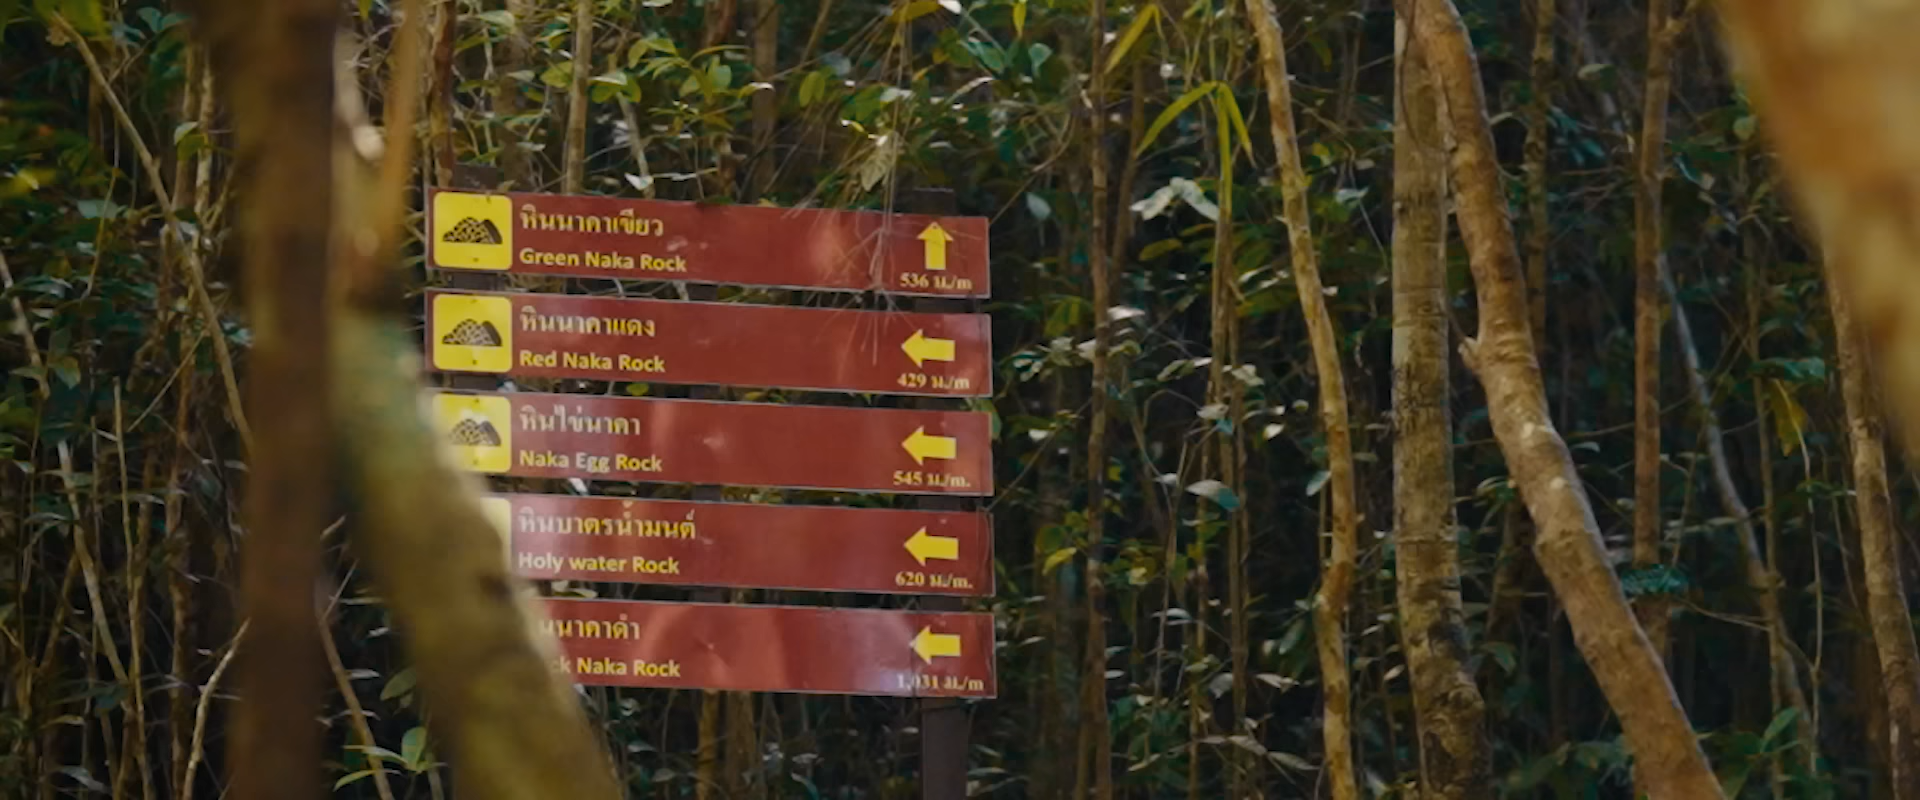 หินนาคาเขียว
Green Naka Rock
536 ม./m
หินนาคาแดง
Red Naka Rock
429 ม./m
หินไข่นาคา
Naka Egg Rock
545 ม./m.
หินบาตรน้ำมนต์
Holy water Rock
620 ม./m.
นนาคาดำ
ck Naka Rock
1,031 ม./m